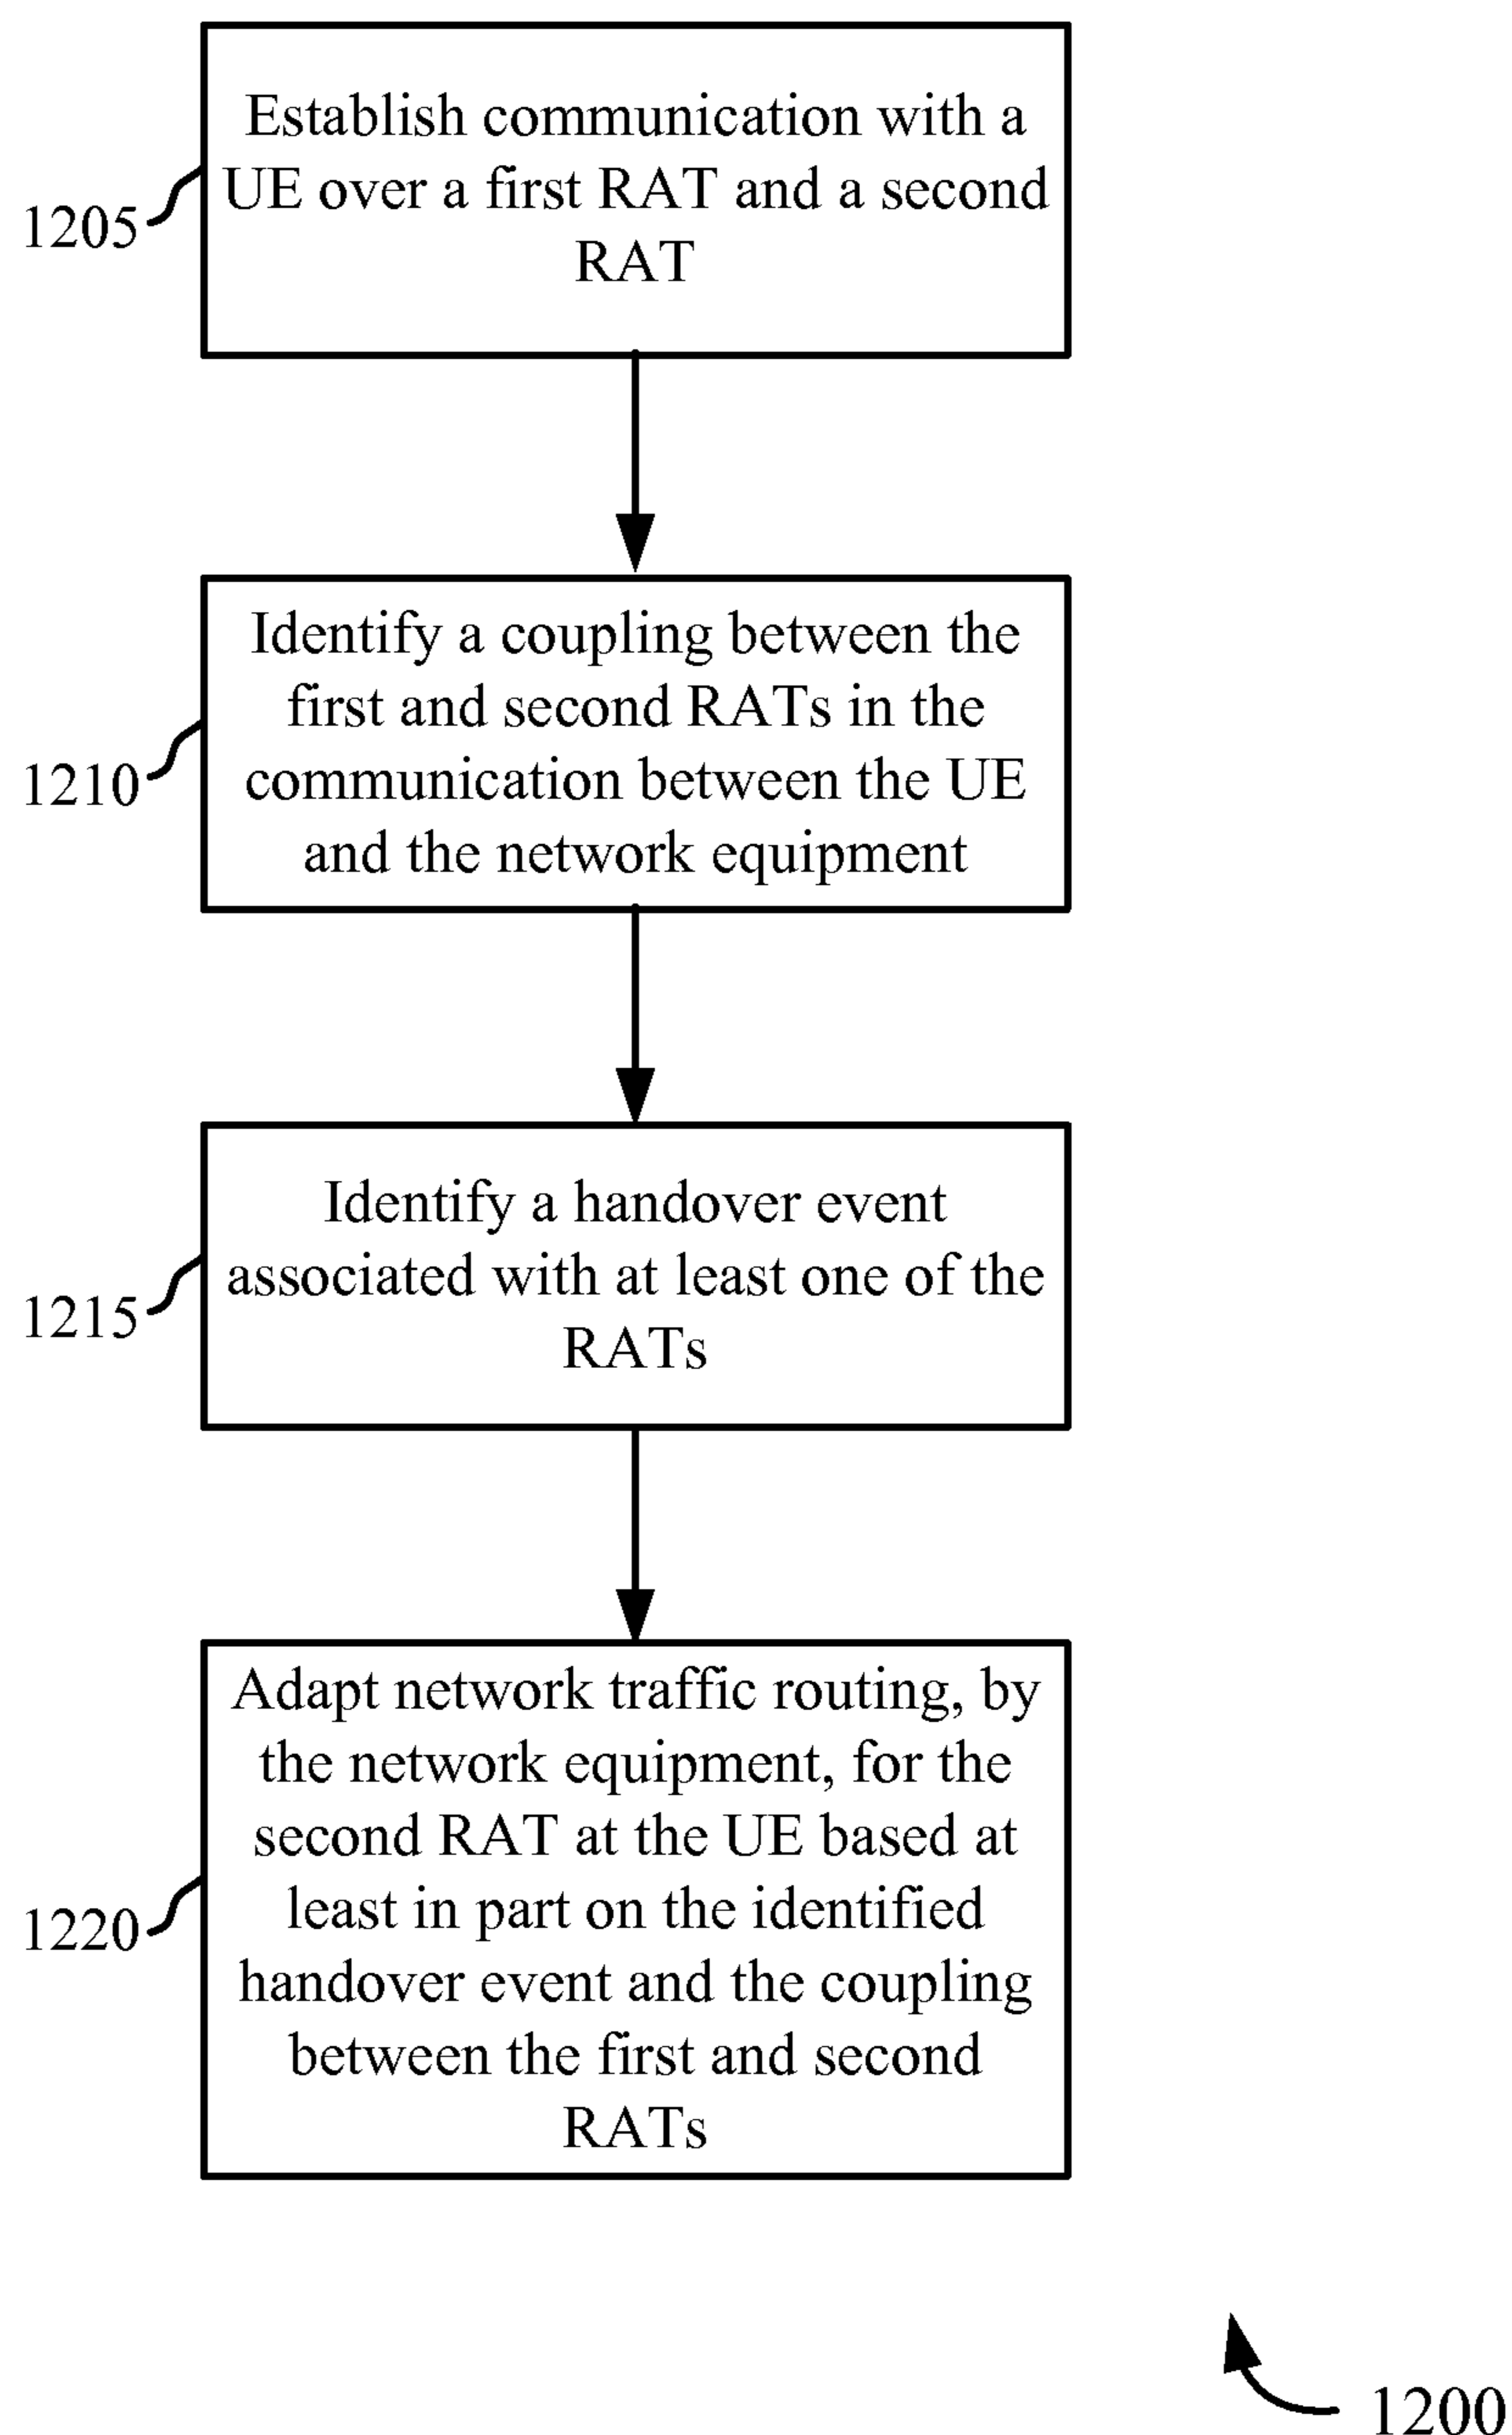 Establish communication with a
UE over a first RAT and a second
RAT
1205
Identify a coupling between the
first and second RATs in the
communication between the UE
and the network equipment
1210
Identify a handover event
associated with at least one of the
RATs
1215
Adapt network traffic routing, by
the network equipment, for the
second RAT at the UE based at
least in part on the identified
handover event and the coupling
between the first and second
RATs
1220
1200